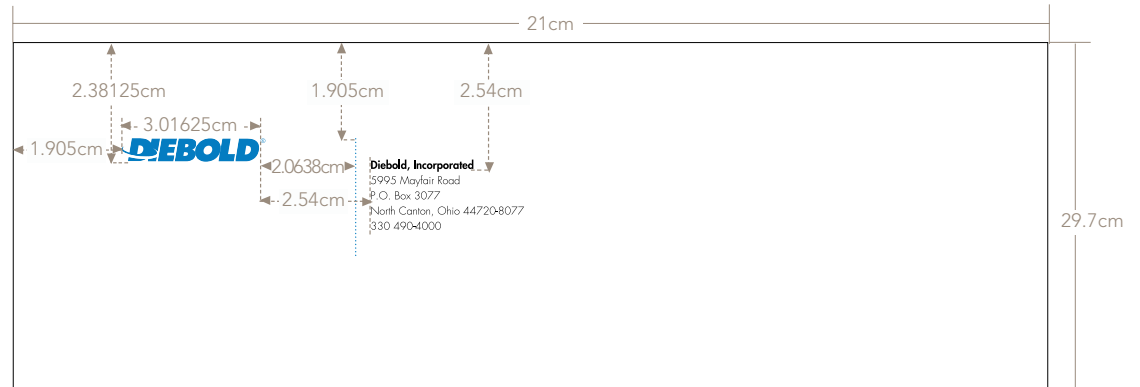 21cm
2.38125cm
1.905cm
2.54cm
3.01625cm
1.905cm
DIEBOLD
2.0638cm
Diebold, Incorporated
5995 Mayfair Road
P.O. Box 3077
2.54cm
North Canton, Ohio 44720-8077
330 490-4000
29.7cm